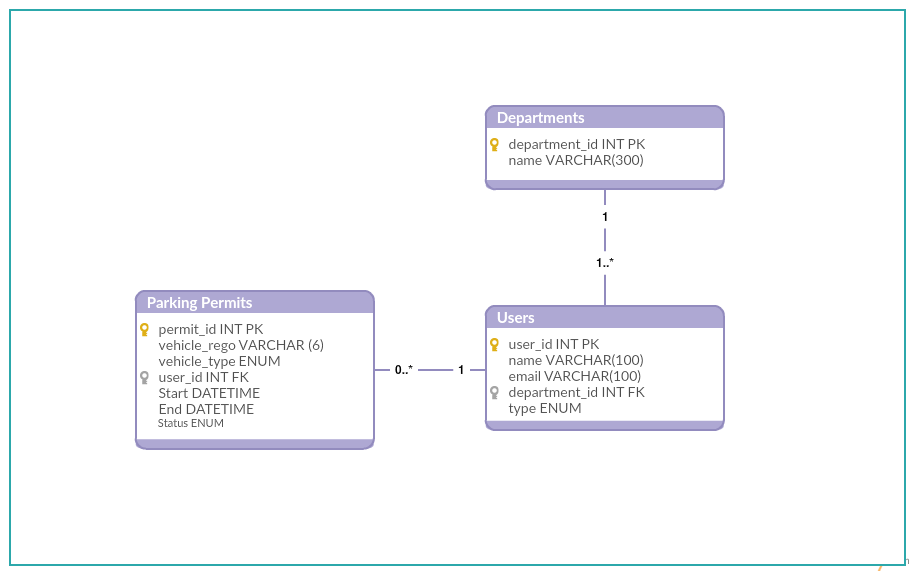 Departments
department_id INT PK
name VARCHAR(300)
1
1..*
Parking Permits
permit_id INT PK
vehicle_rego VARCHAR (6)
vehicle_type ENUM
user_id INT FK
Start DATETIME
End DATETIME
Status ENUM
0..*
1
Users
user_id INT PK
name VARCHAR(100)
email VARCHAR(100)
department_id INT FK
type ENUM